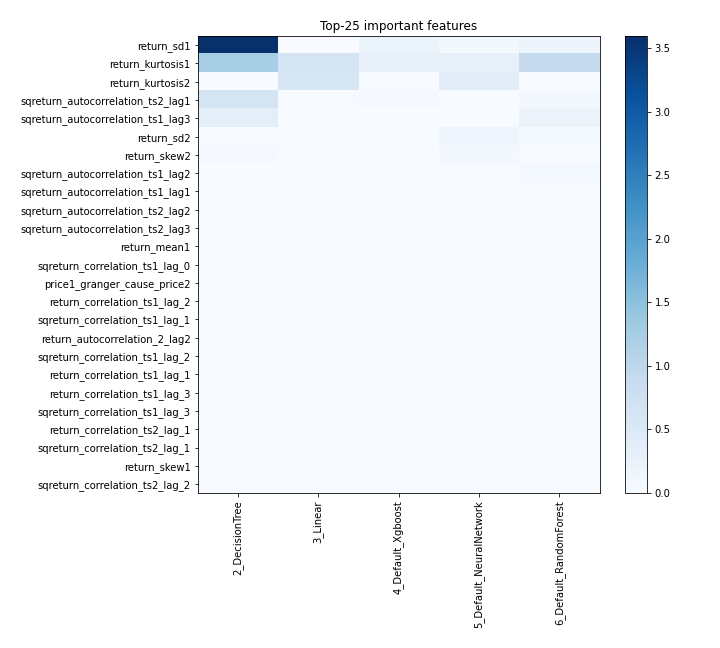 Top-25 important features
return_sd1
return_kurtosis1
return_kurtosis2
sqreturn_autocorrelation_ts2_lag1
sqreturn_autocorrelation_ts1_lag3
return_sd2
return_skew2
sqreturn_autocorrelation_ts1_lag2
sqreturn_autocorrelation_ts1_lag1
sqreturn_autocorrelation_ts2_lag2
sqreturn_autocorrelation_ts2_lag3
return_mean1
sqreturn_correlation_ts1_lag_0
price1_granger_cause_price2
return_correlation_ts1_lag_2
sqreturn_correlation_ts1_lag_1
return_autocorrelation_2_lag2
sqreturn_correlation_ts1_lag_2
return_correlation_ts1_lag_1
return_correlation_ts1_lag_3
sqreturn_correlation_ts1_lag_3
return_correlation_ts2_lag_1
sqreturn_correlation_ts2_lag_1
return_skew1
sqreturn_correlation_ts2_lag_2
2_DecisionTree
3_Linear
4_Default_Xgboost
5_Default_NeuralNetwork
6_Default_RandomForest
3.5
3.0
2.5
2.0
1.5
1.0
0.5
0.0